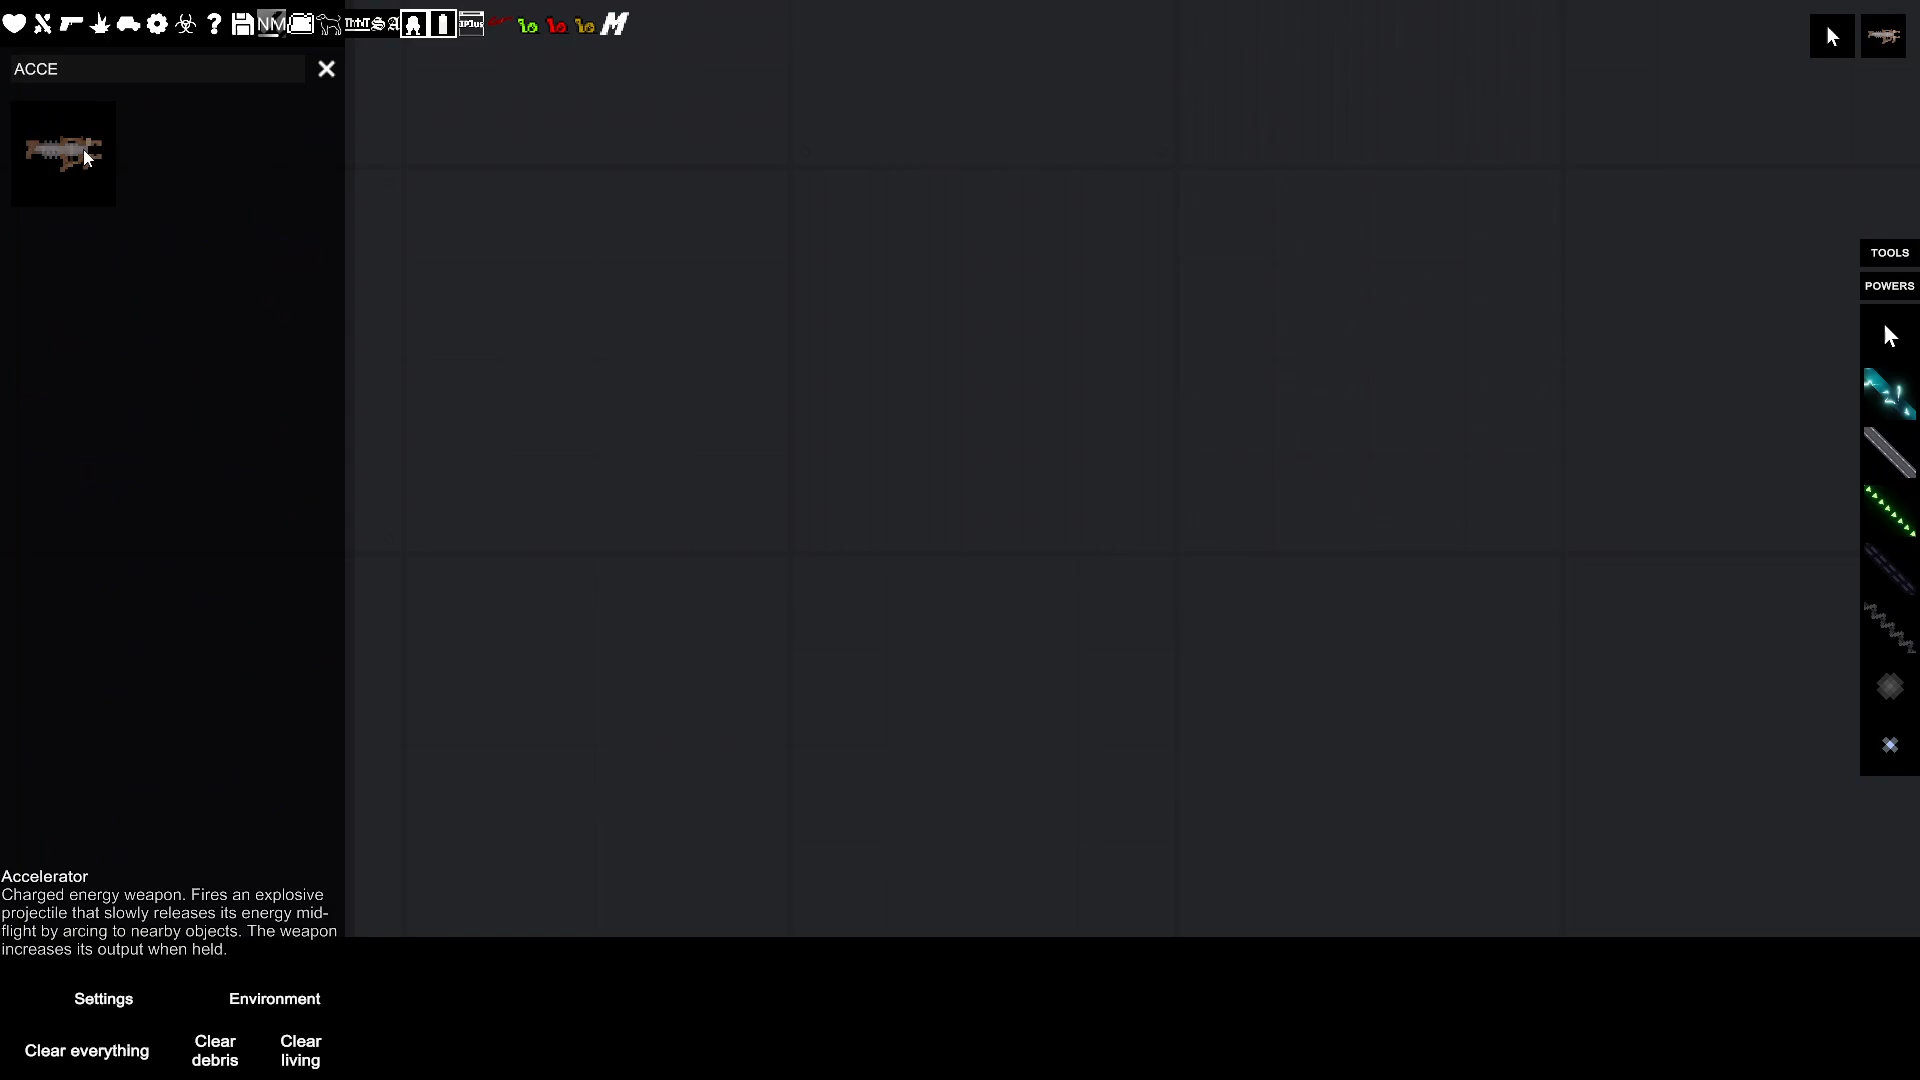 NM
ACCE
TOOLS
POWERS
Accelerator
Charged energy weapon. Fires an explosive
projectile that slowly releases its energy mid-
flight by arcing to nearby objects. The weapon
increases its output when held.
Settings
Environment
Clear everything
Clear
debris
Clear
living